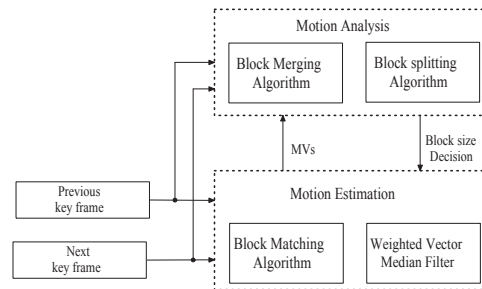 Motion Analysis
Block Merging
Algorithm
Block splitting
Algorithm
MVs
Block size
Decision
Previous
key frame
Motion Estimation
Next
key frame
Block Matching
Algorithm
Weighted Vector
Median Filter